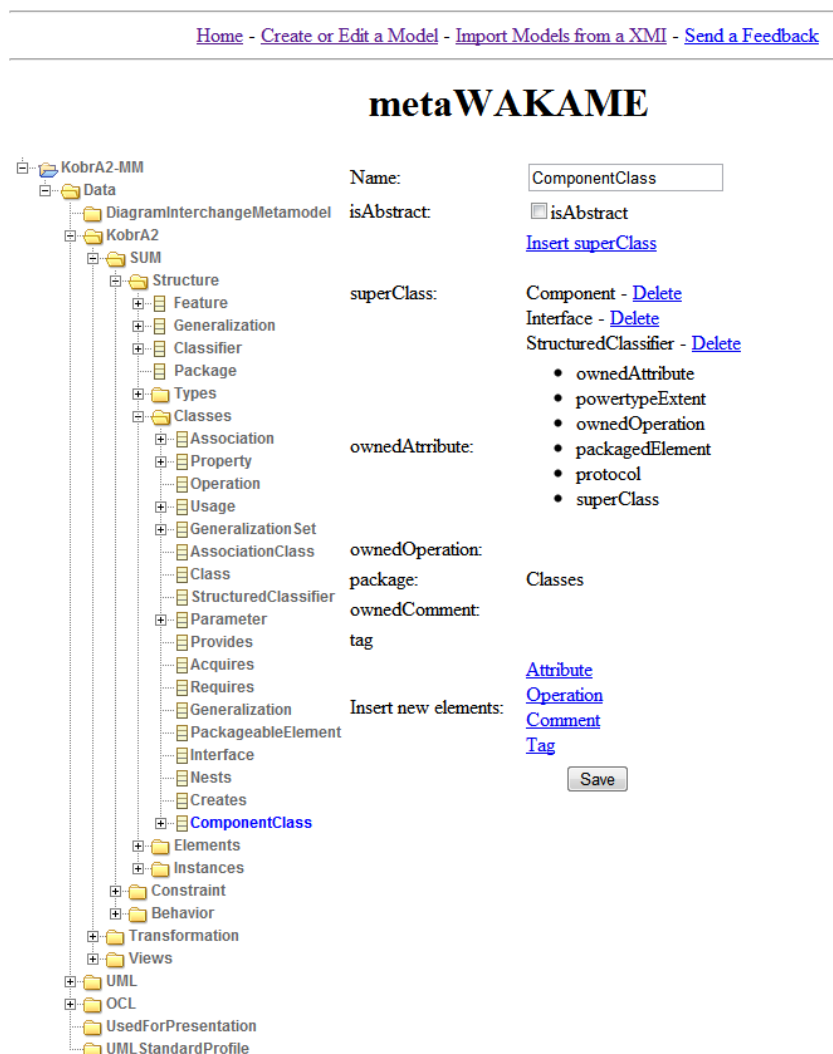 Home - Create or Edit a Model - Import Models from a XMI - Send a Feedback
metaWAKAME
KobrA2-MM
Data
DiagramInterchangeMetamodel
KobrA2
SUM
Structure
Feature
Generalization
Classifier
Package
Types
Classes
Association
Property
Operation
Usage
GeneralizationSet
AssociationClass
Class
StructuredClassifier
Parameter
Provides
Acquires
Requires
Generalization
PackageableElement
Interface
Nests
Creates
ComponentClass
Elements
Instances
Constraint
Behavior
Transformation
Views
UML
OCL
UsedForPresentation
UMLStandardProfile
Name: ComponentClass
isAbstract: isAbstract
Insert superClass
superClass: Component - Delete
Interface - Delete
StructuredClassifier - Delete
ownedAtrribute:
• ownedAttribute
• powertypeExtent
• ownedOperation
• packagedElement
• protocol
• superClass
ownedOperation:
package: Classes
ownedComment:
tag
Insert new elements:
Attribute
Operation
Comment
Tag
Save